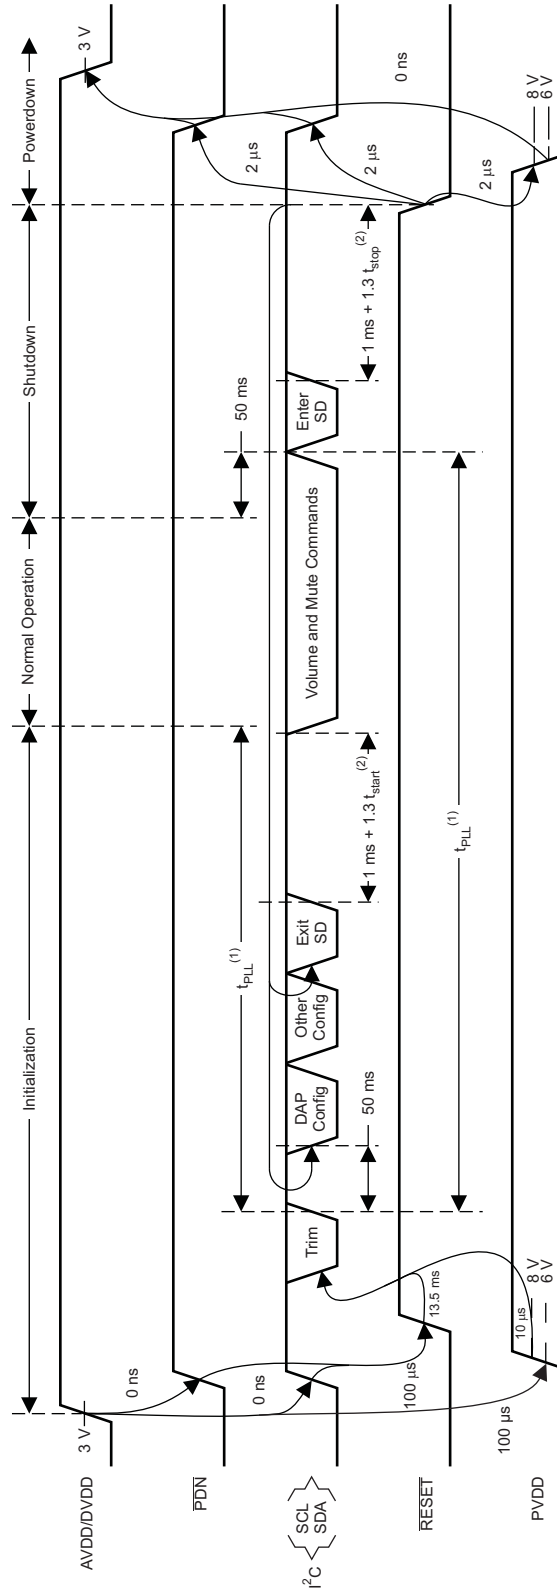 Initialization
Normal Operation
Shutdown
Powerdown
AVDD/DVDD
3 V
3 V
0 ns
PDN
t_PLL^(1)
50 ms
2 µs
0 ns
I²C
SCL
SDA
Trim
DAP
Config
Other
Config
Exit
SD
Volume and Mute Commands
Enter
SD
2 µs
0 ns
50 ms
1 ms + 1.3 t_start^(2)
1 ms + 1.3 t_stop^(2)
100 µs
13.5 ms
RESET
t_PLL^(1)
2 µs
100 µs
10 µs
PVDD
8 V
6 V
8 V
6 V